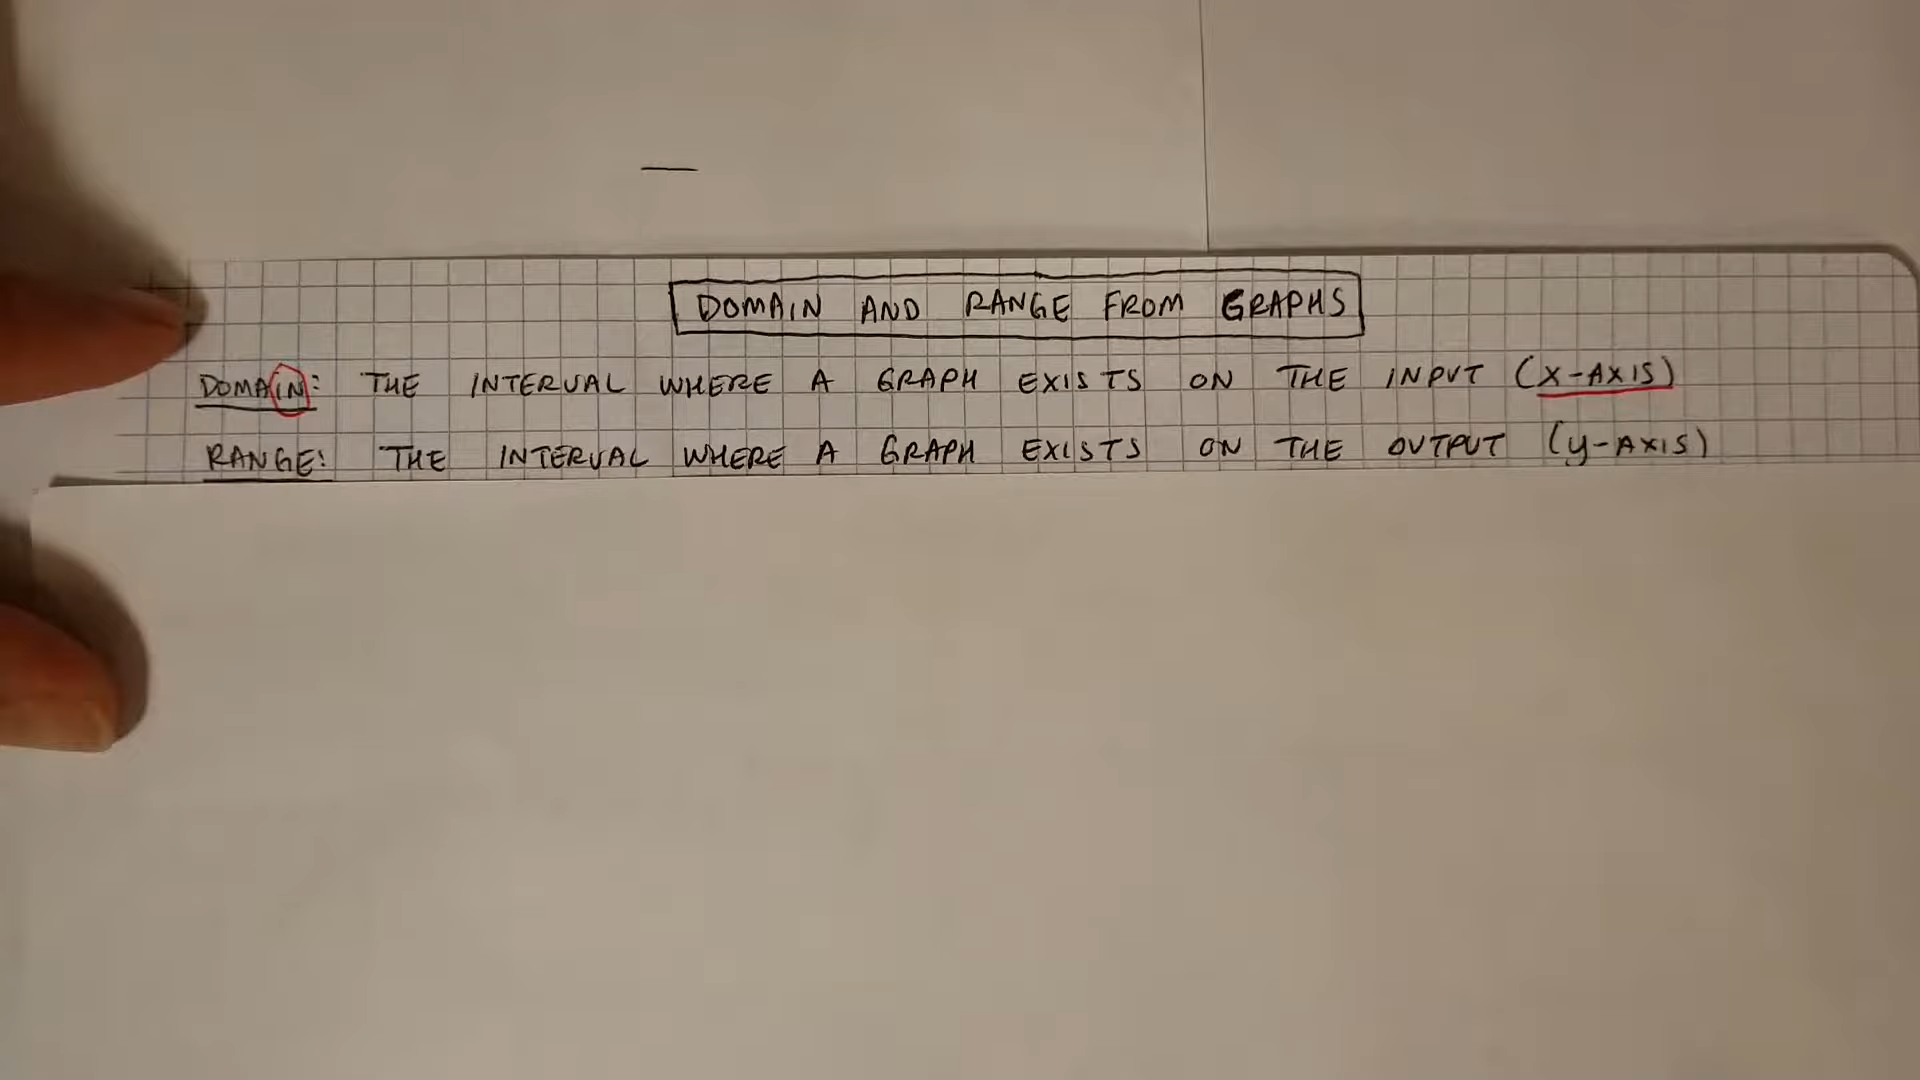 DOMAIN AND RANGE FROM GRAPHS
DOMAIN: THE INTERVAL WHERE A GRAPH EXISTS ON THE INPUT (X-AXIS)
RANGE: THE INTERVAL WHERE A GRAPH EXISTS ON THE OUTPUT (y-AXIS)